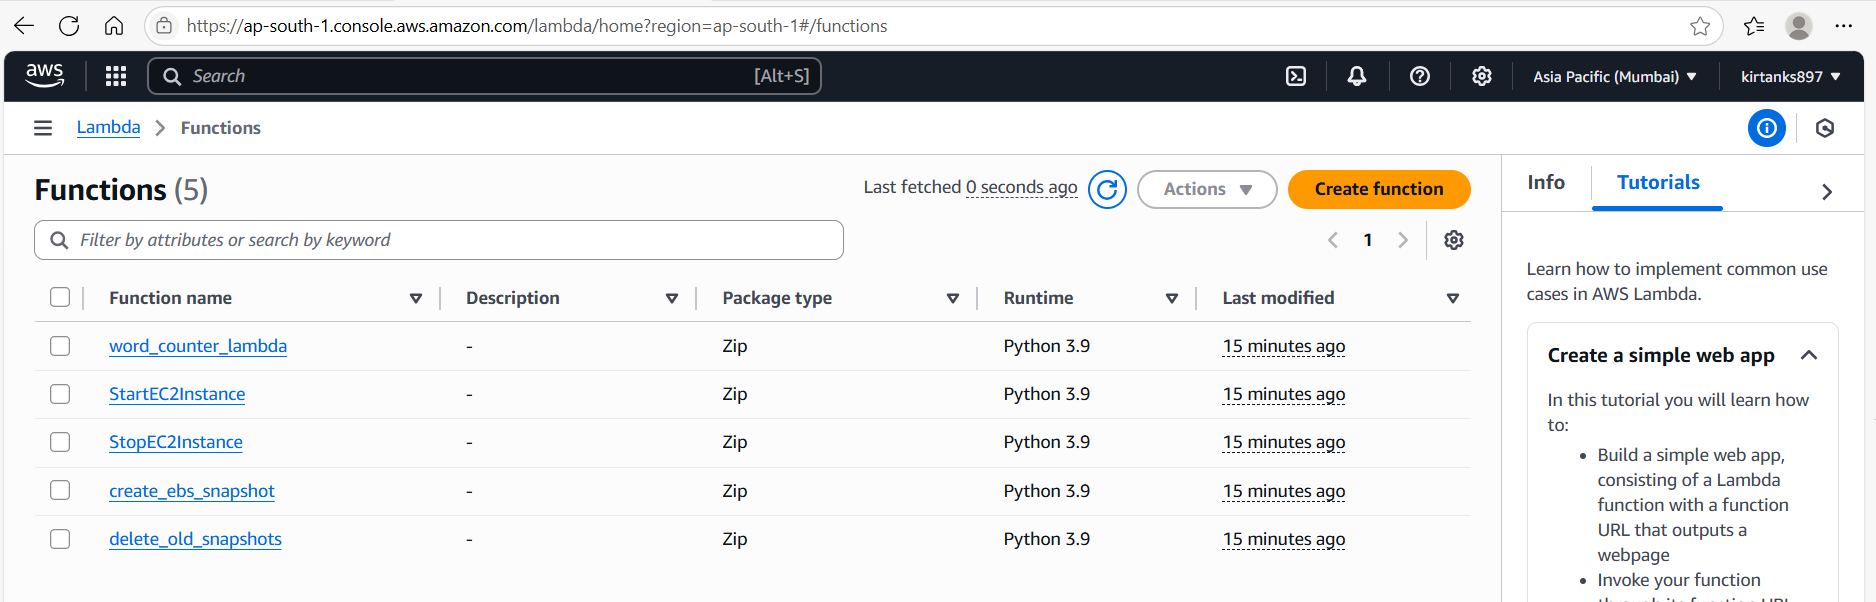 https://ap-south-1.console.aws.amazon.com/lambda/home?region=ap-south-1#/functions
aws Search [Alt+S] Asia Pacific (Mumbai) kirtanks897
Lambda Functions
Functions (5) Last fetched 0 seconds ago Actions Create function
Filter by attributes or search by keyword 1
Function name Description Package type Runtime Last modified
word_counter_lambda - Zip Python 3.9 15 minutes ago
StartEC2Instance - Zip Python 3.9 15 minutes ago
StopEC2Instance - Zip Python 3.9 15 minutes ago
create_ebs_snapshot - Zip Python 3.9 15 minutes ago
delete_old_snapshots - Zip Python 3.9 15 minutes ago
Info Tutorials
Learn how to implement common use
cases in AWS Lambda.
Create a simple web app
In this tutorial you will learn how
to:
• Build a simple web app,
consisting of a Lambda
function with a function
URL that outputs a
webpage
• Invoke your function